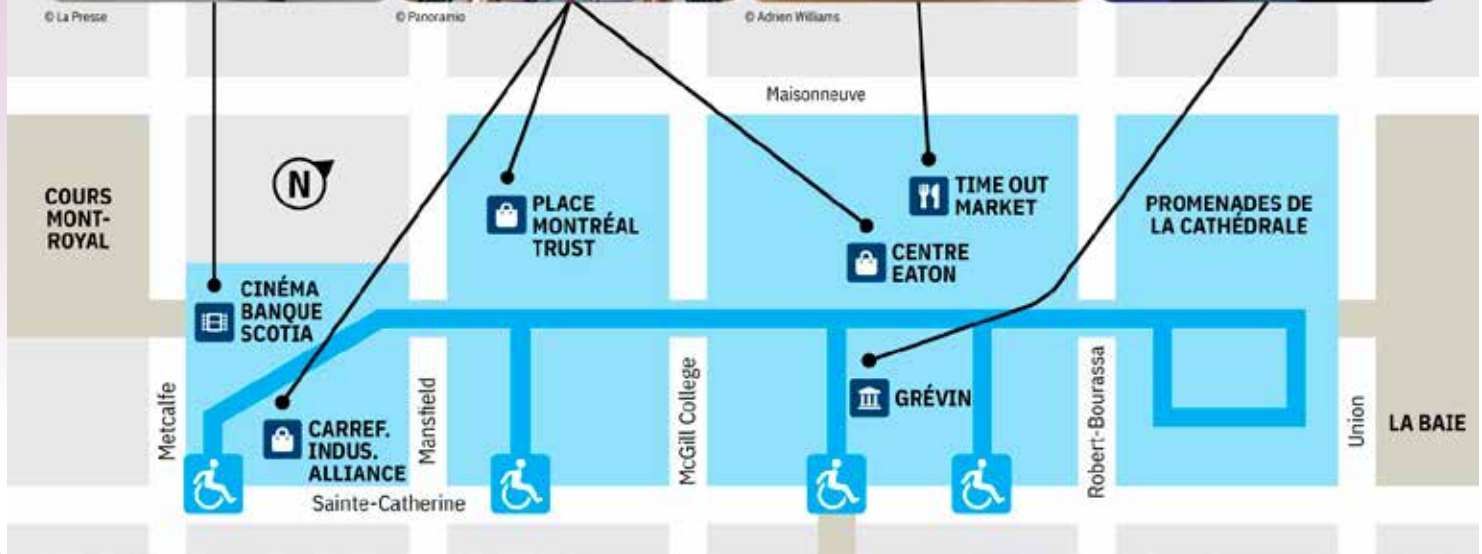 © La Presse
© Panoramio
© Adrien Williams
Maisonneuve
COURS
MONT-
ROYAL
N
PLACE
MONTRÉAL
TRUST
TIME OUT
MARKET
CENTRE
EATON
PROMENADES DE
LA CATHÉDRALE
CINÉMA
BANQUE
SCOTIA
Metcalfe
CARREF.
INDUS.
ALLIANCE
Mansfield
McGill College
GRÉVIN
Robert-Bourassa
Union
LA BAIE
Sainte-Catherine